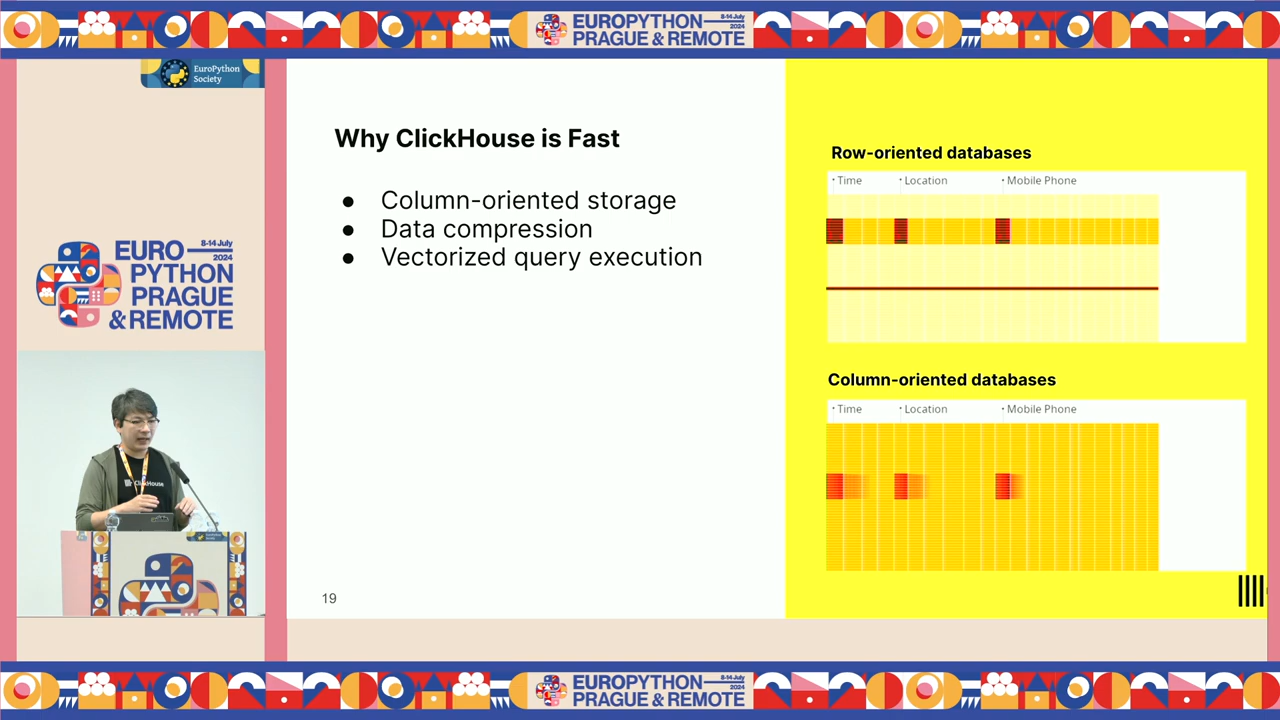 EUROPYTHON
8-14 July
2024
PRAGUE & REMOTE
EuroPython
Society
EURO
8-14 July
2024
PYTHON
PRAGUE
& REMOTE
ClickHouse
Why ClickHouse is Fast
● Column-oriented storage
● Data compression
● Vectorized query execution
19
Row-oriented databases
Time Location Mobile Phone
Column-oriented databases
Time Location Mobile Phone
EUROPYTHON
8-14 July
2024
PRAGUE & REMOTE